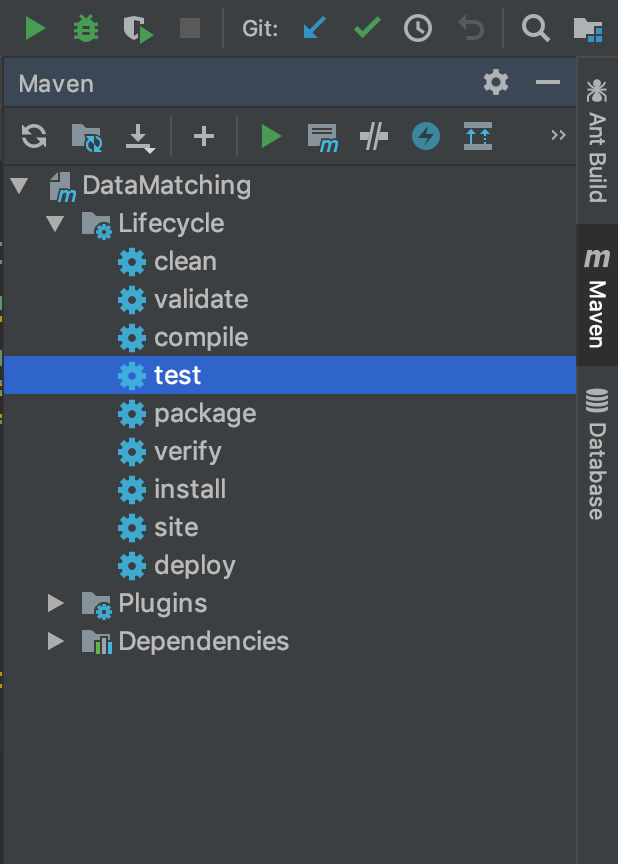 Git:
Maven
DataMatching
Lifecycle
clean
validate
compile
test
package
verify
install
site
deploy
Plugins
Dependencies
Ant Build
Maven
Database